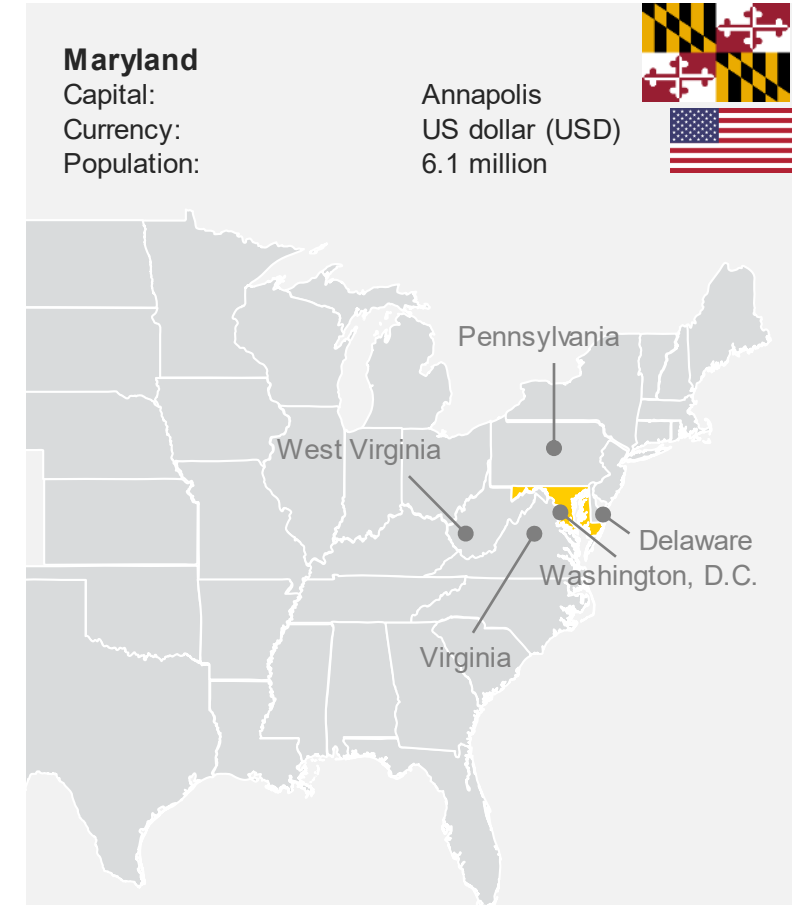 Maryland
Capital: Annapolis
Currency: US dollar (USD)
Population: 6.1 million
Pennsylvania
West Virginia
Delaware
Washington, D.C.
Virginia